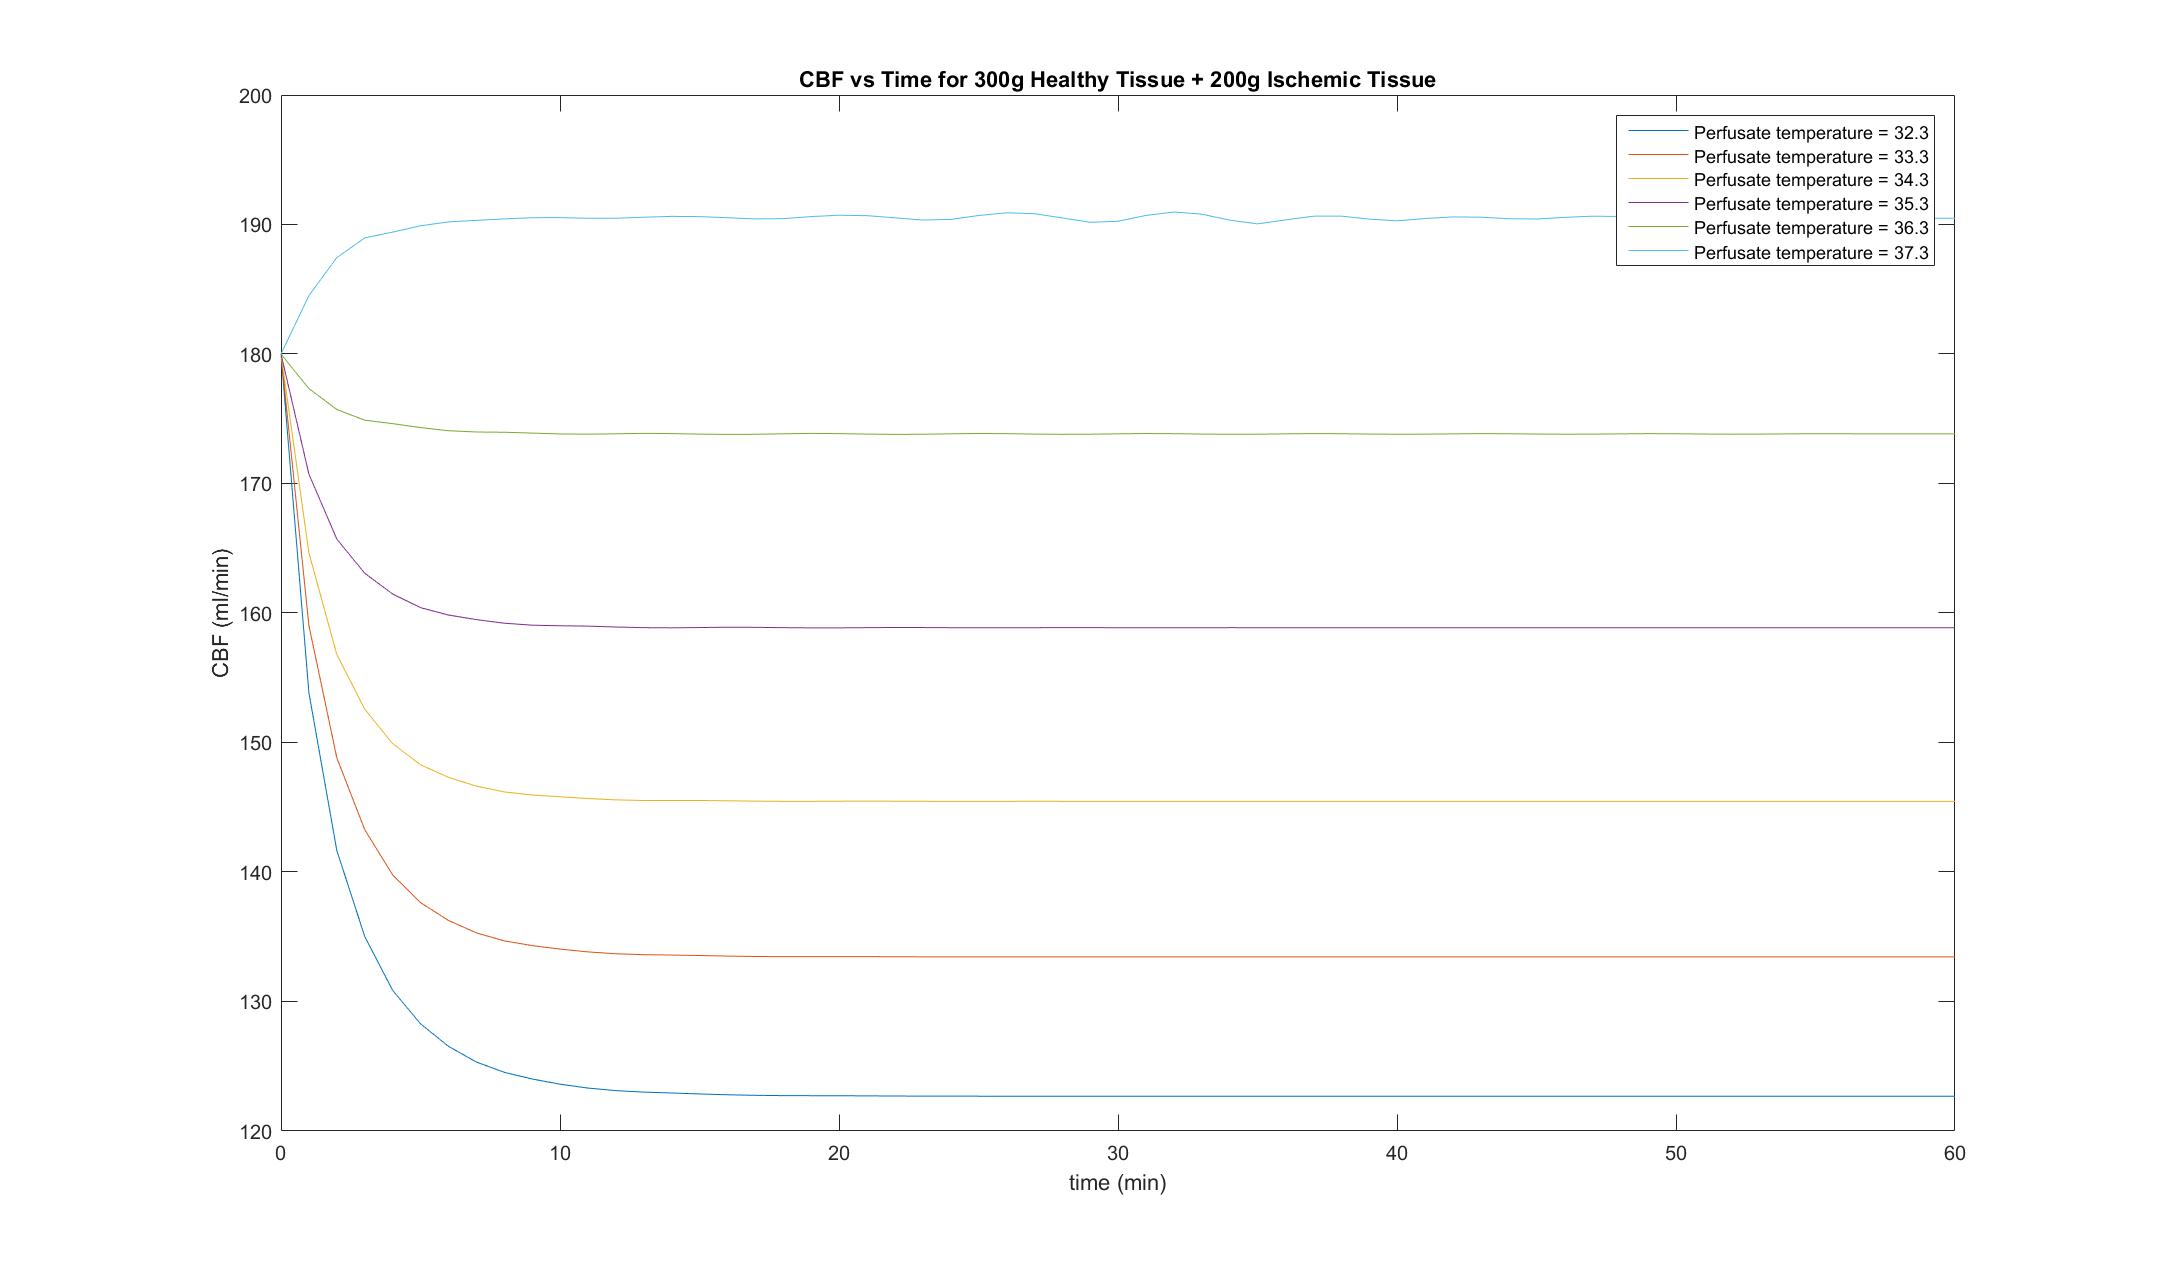 CBF vs Time for 300g Healthy Tissue + 200g Ischemic Tissue
200
190
180
170
160
150
140
130
120
CBF (ml/min)
Perfusate temperature = 32.3
Perfusate temperature = 33.3
Perfusate temperature = 34.3
Perfusate temperature = 35.3
Perfusate temperature = 36.3
Perfusate temperature = 37.3
0 10 20 30 40 50 60
time (min)